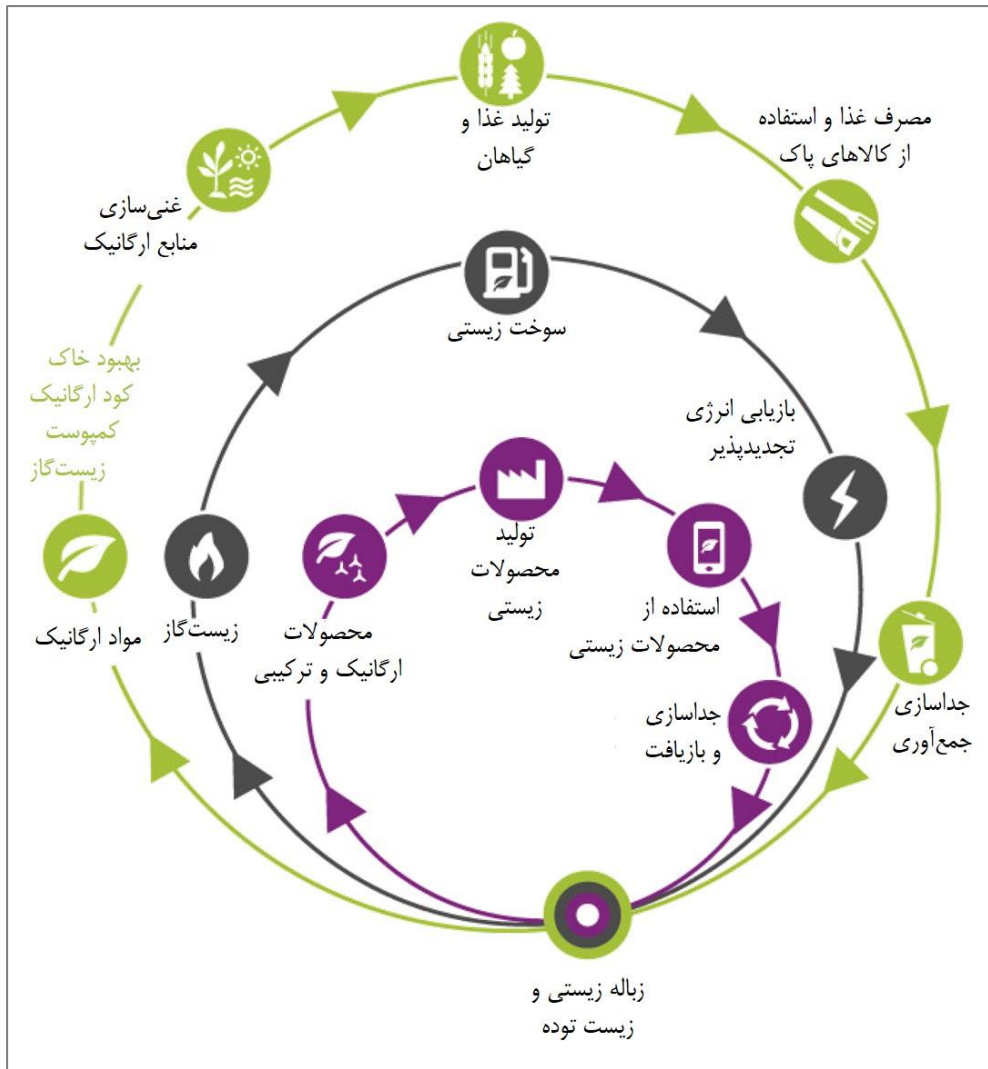 تولید غذا و
گیاهان
مصرف غذا و استفاده
از کالاهای پاک
غنی‌سازی
منابع ارگانیک
سوخت زیستی
بهبود خاک
کود ارگانیک
کمپوست
زیست‌گاز
بازیابی انرژی
تجدیدپذیر
تولید
محصولات
زیستی
استفاده از
محصولات زیستی
محصولات
ارگانیک و ترکیبی
زیست‌گاز
مواد ارگانیک
جداسازی
و بازیافت
جداسازی
جمع‌آوری
زباله زیستی و
زیست توده